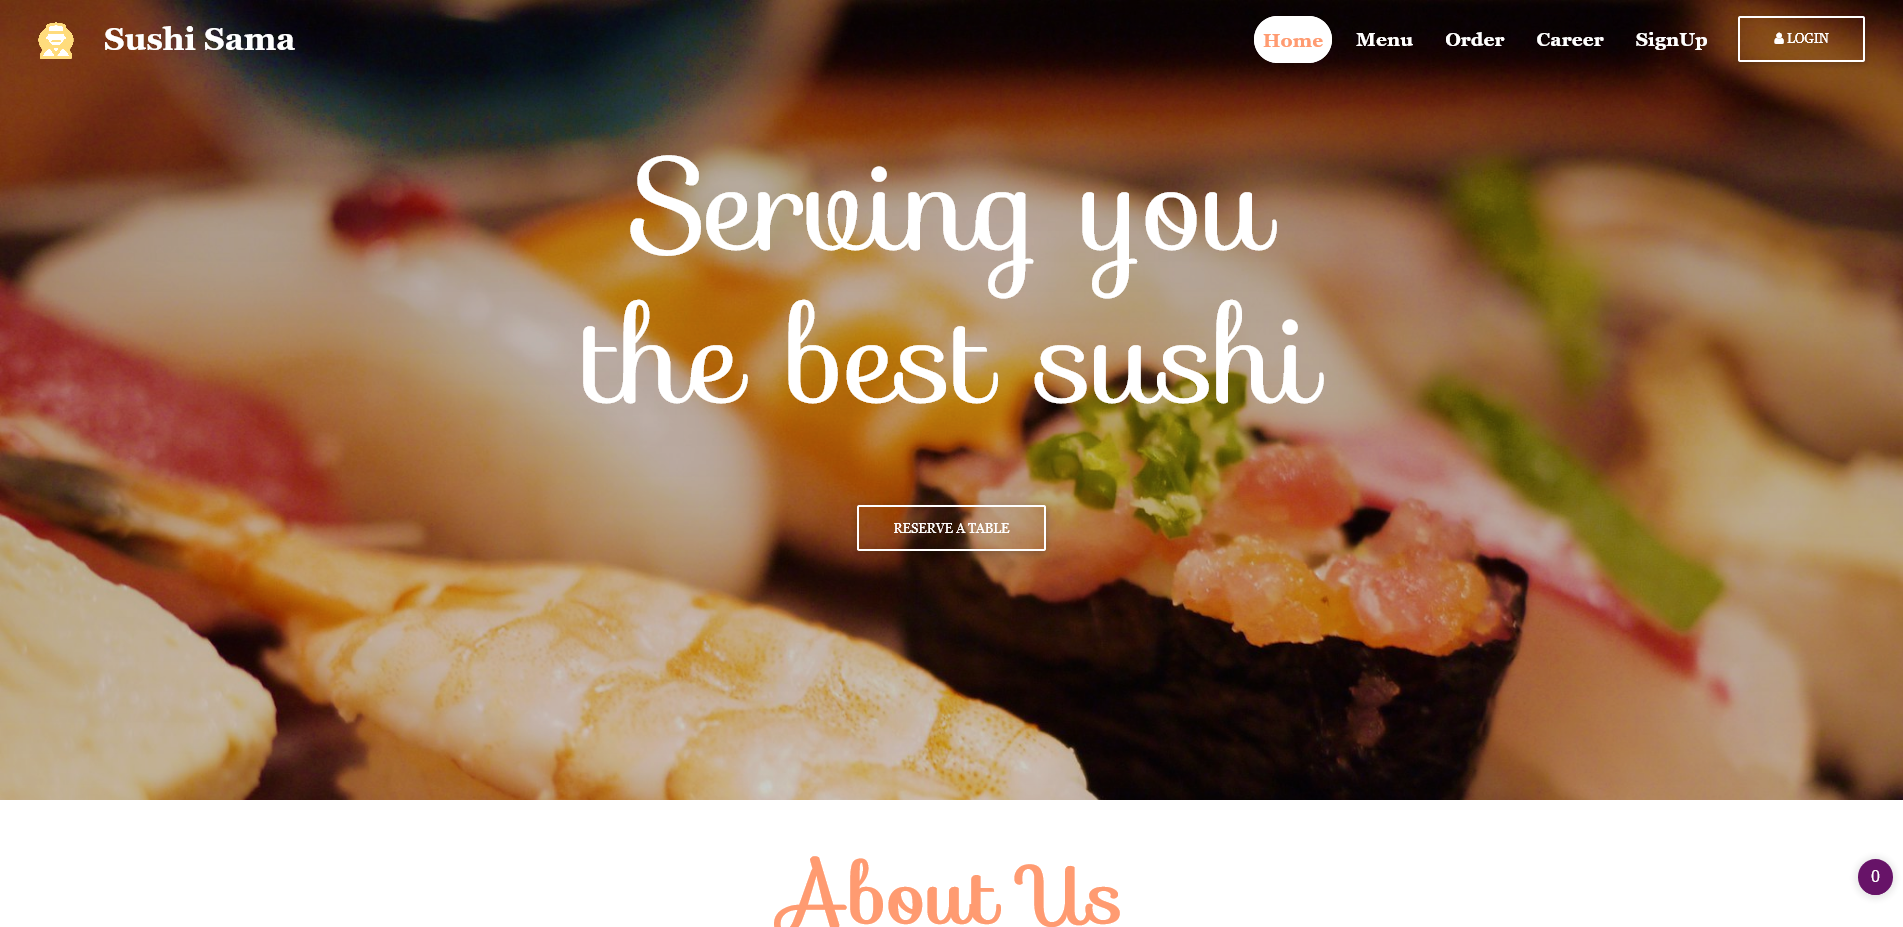 Sushi Sama
Home Menu Order Career SignUp LOGIN
Serving you
the best sushi
RESERVE A TABLE
About Us
0